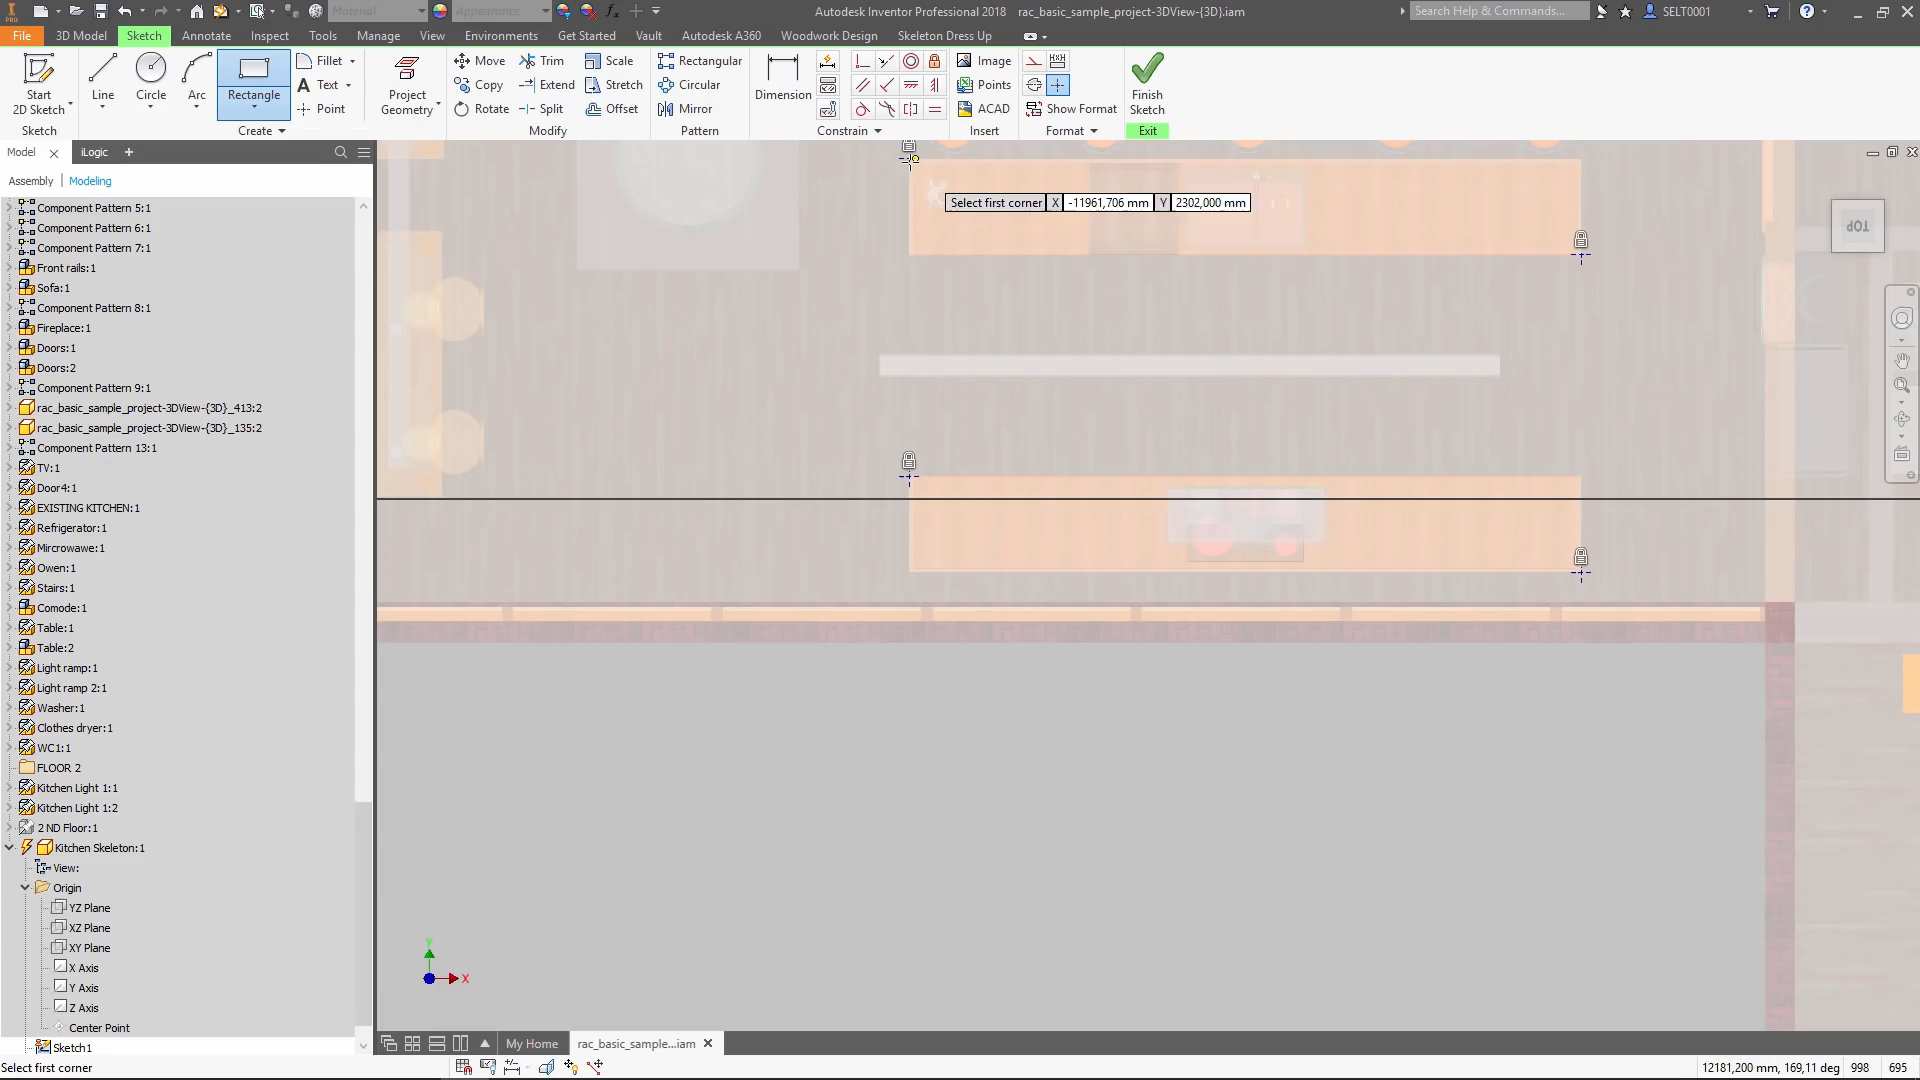 Material
Appearance
Autodesk Inventor Professional 2018 rac_basic_sample_project-3DView-{3D}.iam
Search Help & Commands...
SELT0001
PRO
File
3D Model
Sketch
Annotate
Inspect
Tools
Manage
View
Environments
Get Started
Vault
Autodesk A360
Woodwork Design
Skeleton Dress Up
Start
2D Sketch
Line
Circle
Arc
Rectangle
Fillet
Text
Point
Project
Geometry
Move
Copy
Rotate
Trim
Extend
Split
Scale
Stretch
Offset
Rectangular
Circular
Mirror
Dimension
Image
Points
ACAD
Show Format
Finish
Sketch
Sketch
Create
Modify
Pattern
Constrain
Insert
Format
Exit
Model
iLogic
Assembly
Modeling
Component Pattern 5:1
Component Pattern 6:1
Component Pattern 7:1
Front rails:1
Sofa:1
Component Pattern 8:1
Fireplace:1
Doors:1
Doors:2
Component Pattern 9:1
rac_basic_sample_project-3DView-{3D}_413:2
rac_basic_sample_project-3DView-{3D}_135:2
Component Pattern 13:1
TV:1
Door4:1
EXISTING KITCHEN:1
Refrigerator:1
Mircrowawe:1
Owen:1
Stairs:1
Comode:1
Table:1
Table:2
Light ramp:1
Light ramp 2:1
Washer:1
Clothes dryer:1
WC1:1
FLOOR 2
Kitchen Light 1:1
Kitchen Light 1:2
2 ND Floor:1
Kitchen Skeleton:1
View:
Origin
YZ Plane
XZ Plane
XY Plane
X Axis
Y Axis
Z Axis
Center Point
Sketch1
Select first corner X -11961,706 mm Y 2302,000 mm
TOP
Y
X
My Home
rac_basic_sample...iam
Select first corner
12181,200 mm, 169,11 deg 998 695